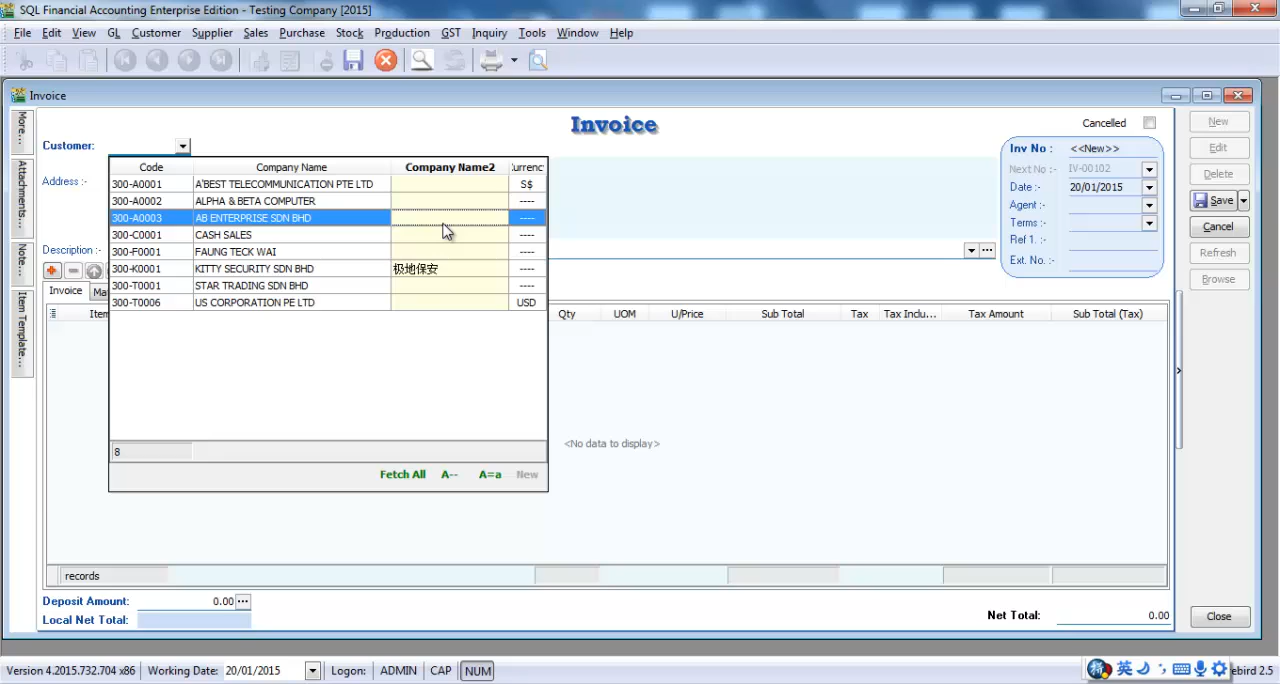 SQL Financial Accounting Enterprise Edition - Testing Company [2015]
File Edit View GL Customer Supplier Sales Purchase Stock Production GST Inquiry Tools Window Help
Invoice
More...
Attachments...
Note...
Item Template...
Invoice
Cancelled
Customer:
Address :-
Description :-
Code Company Name Company Name2
300-A0001 A'BEST TELECOMMUNICATION PTE LTD S$
300-A0002 ALPHA & BETA COMPUTER ----
300-A0003 AB ENTERPRISE SDN BHD ----
300-C0001 CASH SALES ----
300-F0001 FAUNG TECK WAI ----
300-K0001 KITTY SECURITY SDN BHD 极地保安 ----
300-T0001 STAR TRADING SDN BHD ----
300-T0006 US CORPORATION PE LTD USD
8
Fetch All A-- A=a New
Inv No : <<New>>
Next No :- IV-00102
Date :- 20/01/2015
Agent :-
Terms :-
Ref 1. :-
Ext. No. :-
New
Edit
Delete
Save
Cancel
Refresh
Browse
Invoice
Qty UOM U/Price Sub Total Tax Tax Inclu... Tax Amount Sub Total (Tax)
<No data to display>
records
Deposit Amount: 0.00
Local Net Total:
Net Total: 0.00
Close
Version 4.2015.732.704 x86 Working Date: 20/01/2015 Logon: ADMIN CAP NUM
英
ebird 2.5